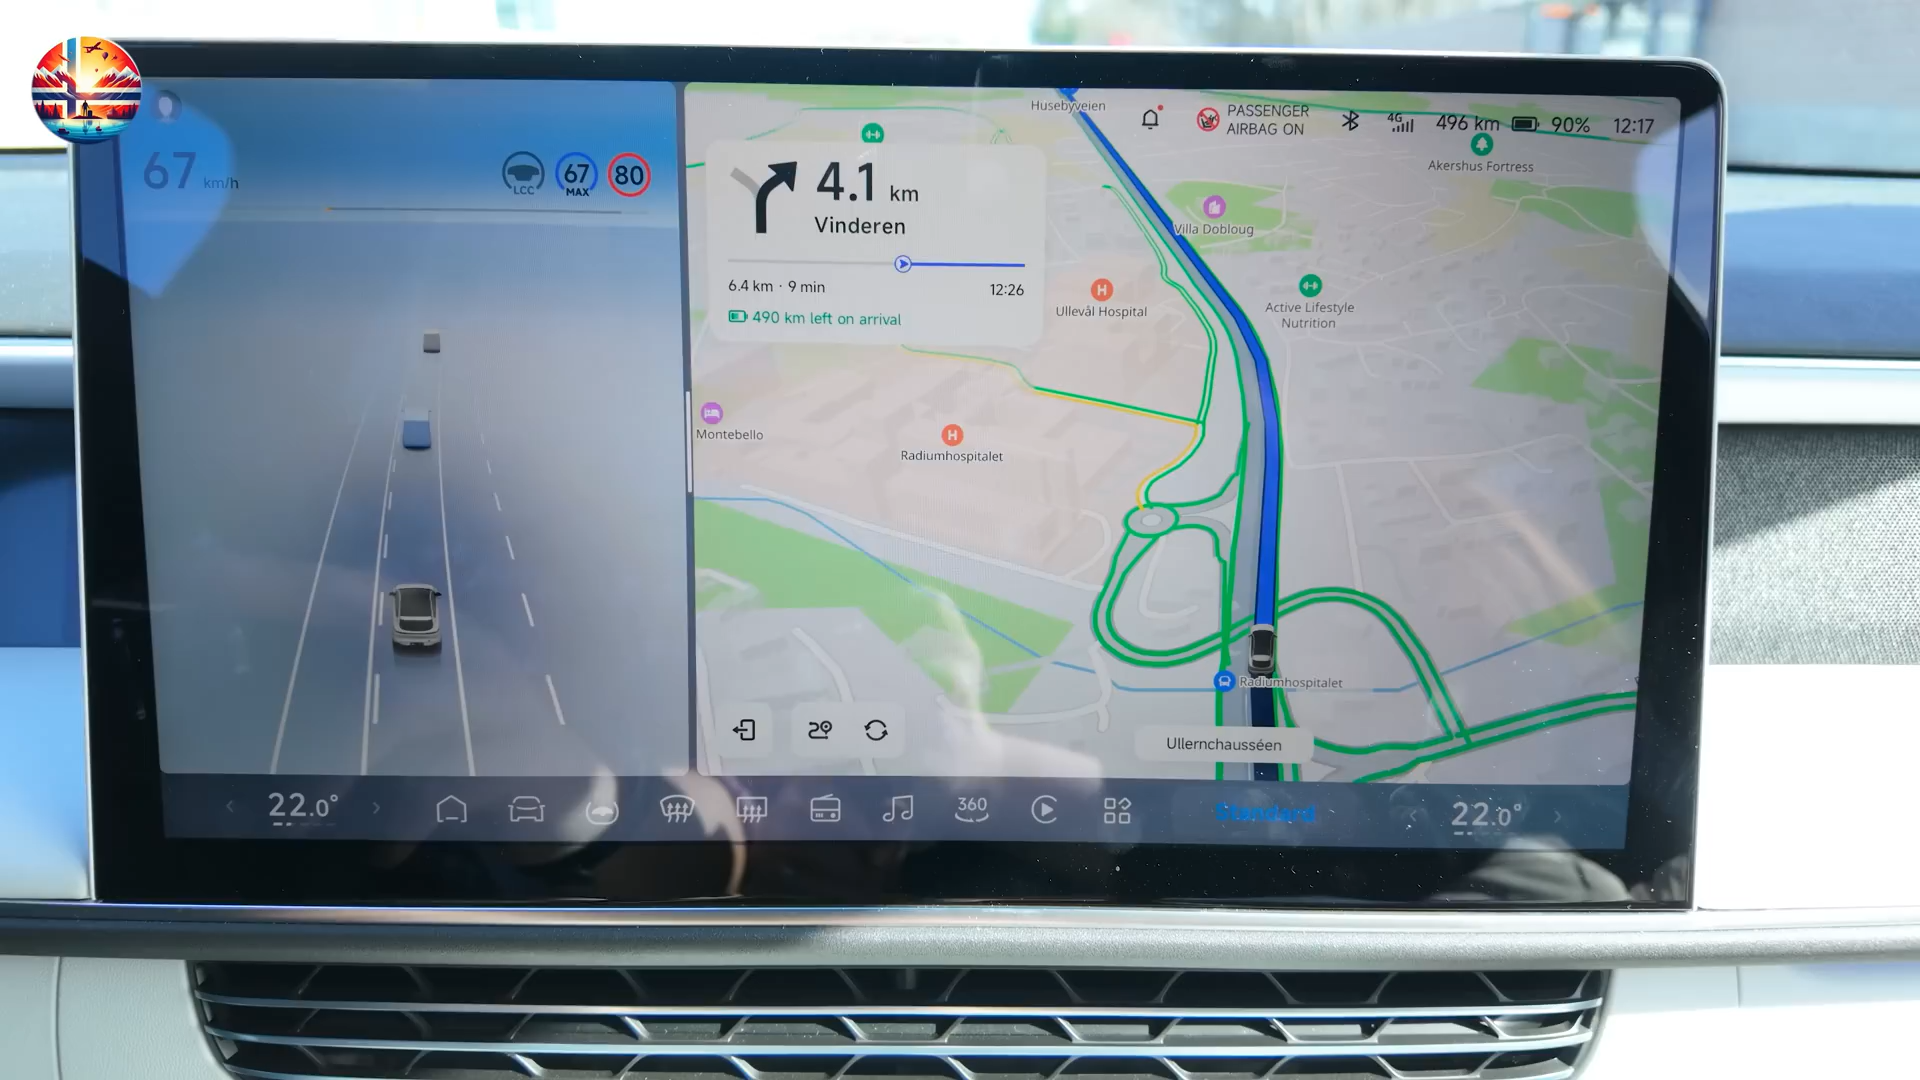 67 km/h
LCC
67
MAX
80
4.1 km
Vinderen
6.4 km · 9 min
12:26
490 km left on arrival
Husebyveien
PASSENGER
AIRBAG ON
4G
496 km
90%
12:17
Akershus Fortress
Villa Dobloug
H
Ullevål Hospital
Active Lifestyle
Nutrition
Montebello
H
Radiumhospitalet
Radiumhospitalet
Ullernchausséen
22.0°
360
Standard
22.0°